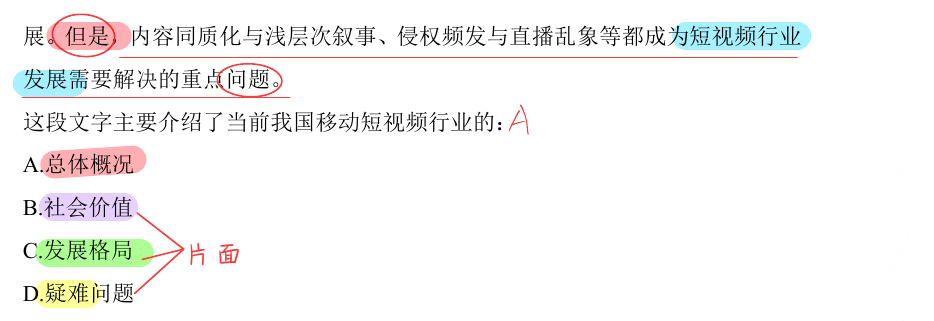 展。但是，内容同质化与浅层次叙事、侵权频发与直播乱象等都成为短视频行业
发展需要解决的重点问题。
这段文字主要介绍了当前我国移动短视频行业的：A
A.总体概况
B.社会价值
C.发展格局
片面
D.疑难问题